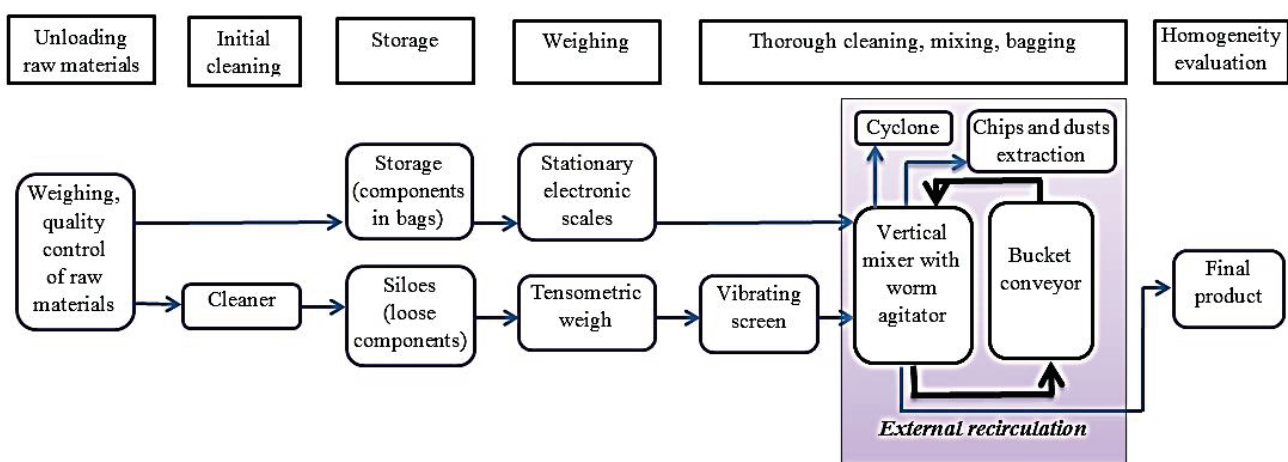 Unloading
raw materials
Initial
cleaning
Storage
Weighing
Thorough cleaning, mixing, bagging
Homogeneity
evaluation
Weighing,
quality
control
of raw
materials
Cleaner
Storage
(components
in bags)
Siloes
(loose
components)
Stationary
electronic
scales
Tensometric
weigh
Vibrating
screen
Cyclone
Chips and dusts
extraction
Vertical
mixer with
worm
agitator
Bucket
conveyor
External recirculation
Final
product